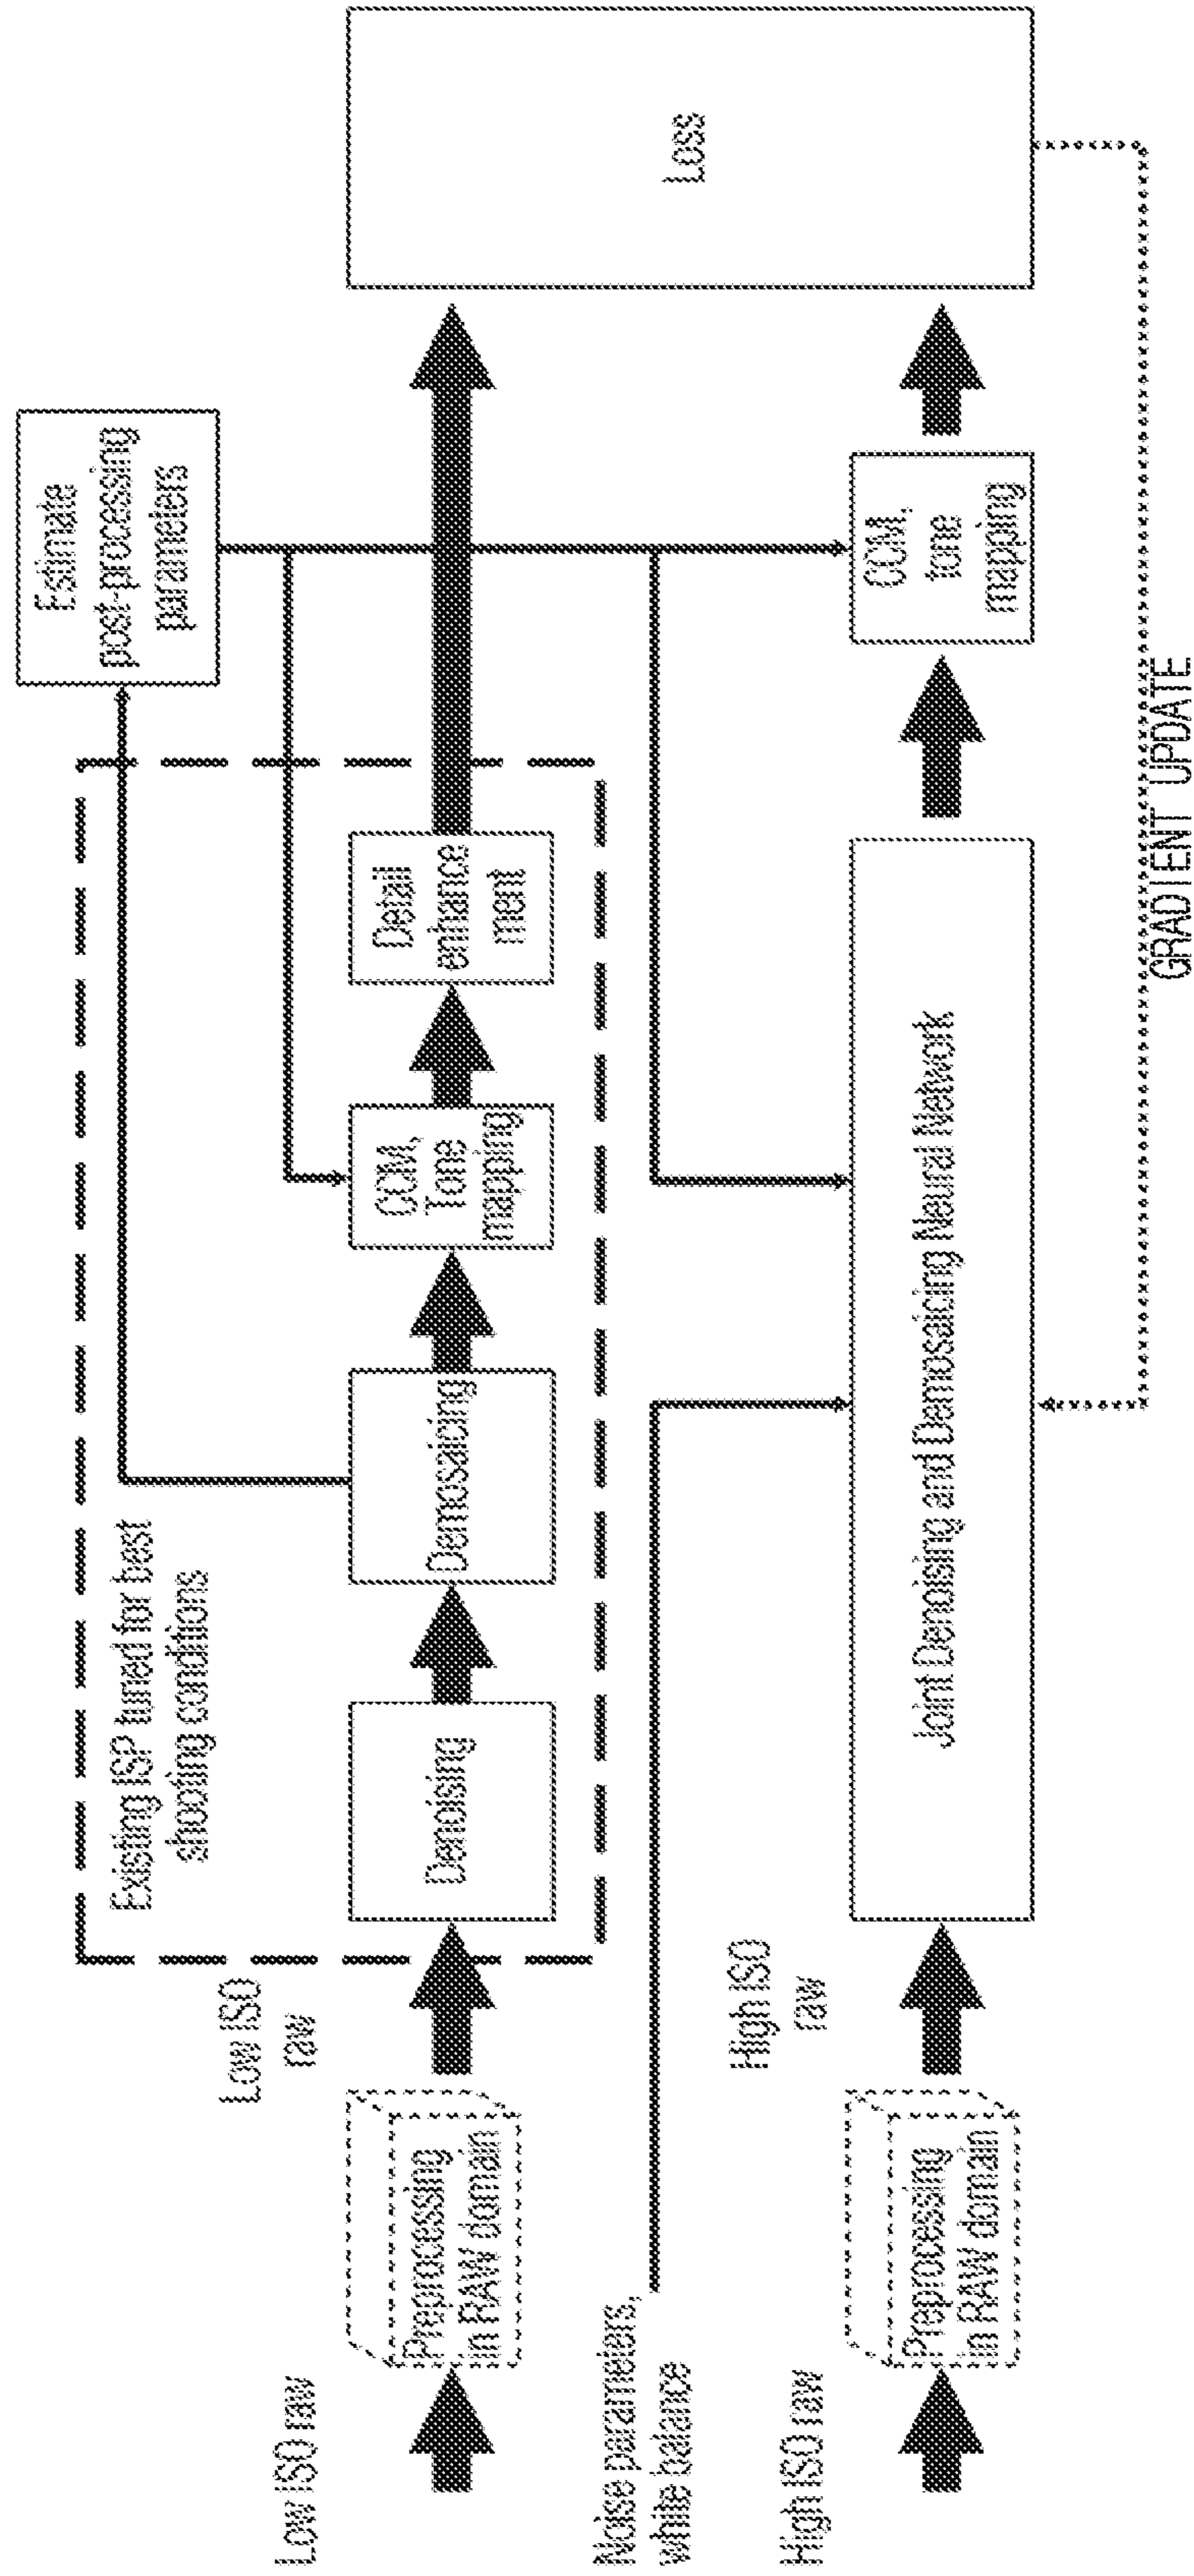 Estimate
post-processing
parameters
Existing ISP tuned for best
shooting conditions
Low ISO raw
Preprocessing
in RAW domain
Low ISO
raw
Denoising
Demosaicing
CCM,
Tone
mapping
Detail
enhance
ment
Loss
Noise parameters,
white balance
High ISO raw
Preprocessing
in RAW domain
High ISO
raw
Joint Denoising and Demosaicing Neural Network
CCM,
tone
mapping
GRADIENT UPDATE